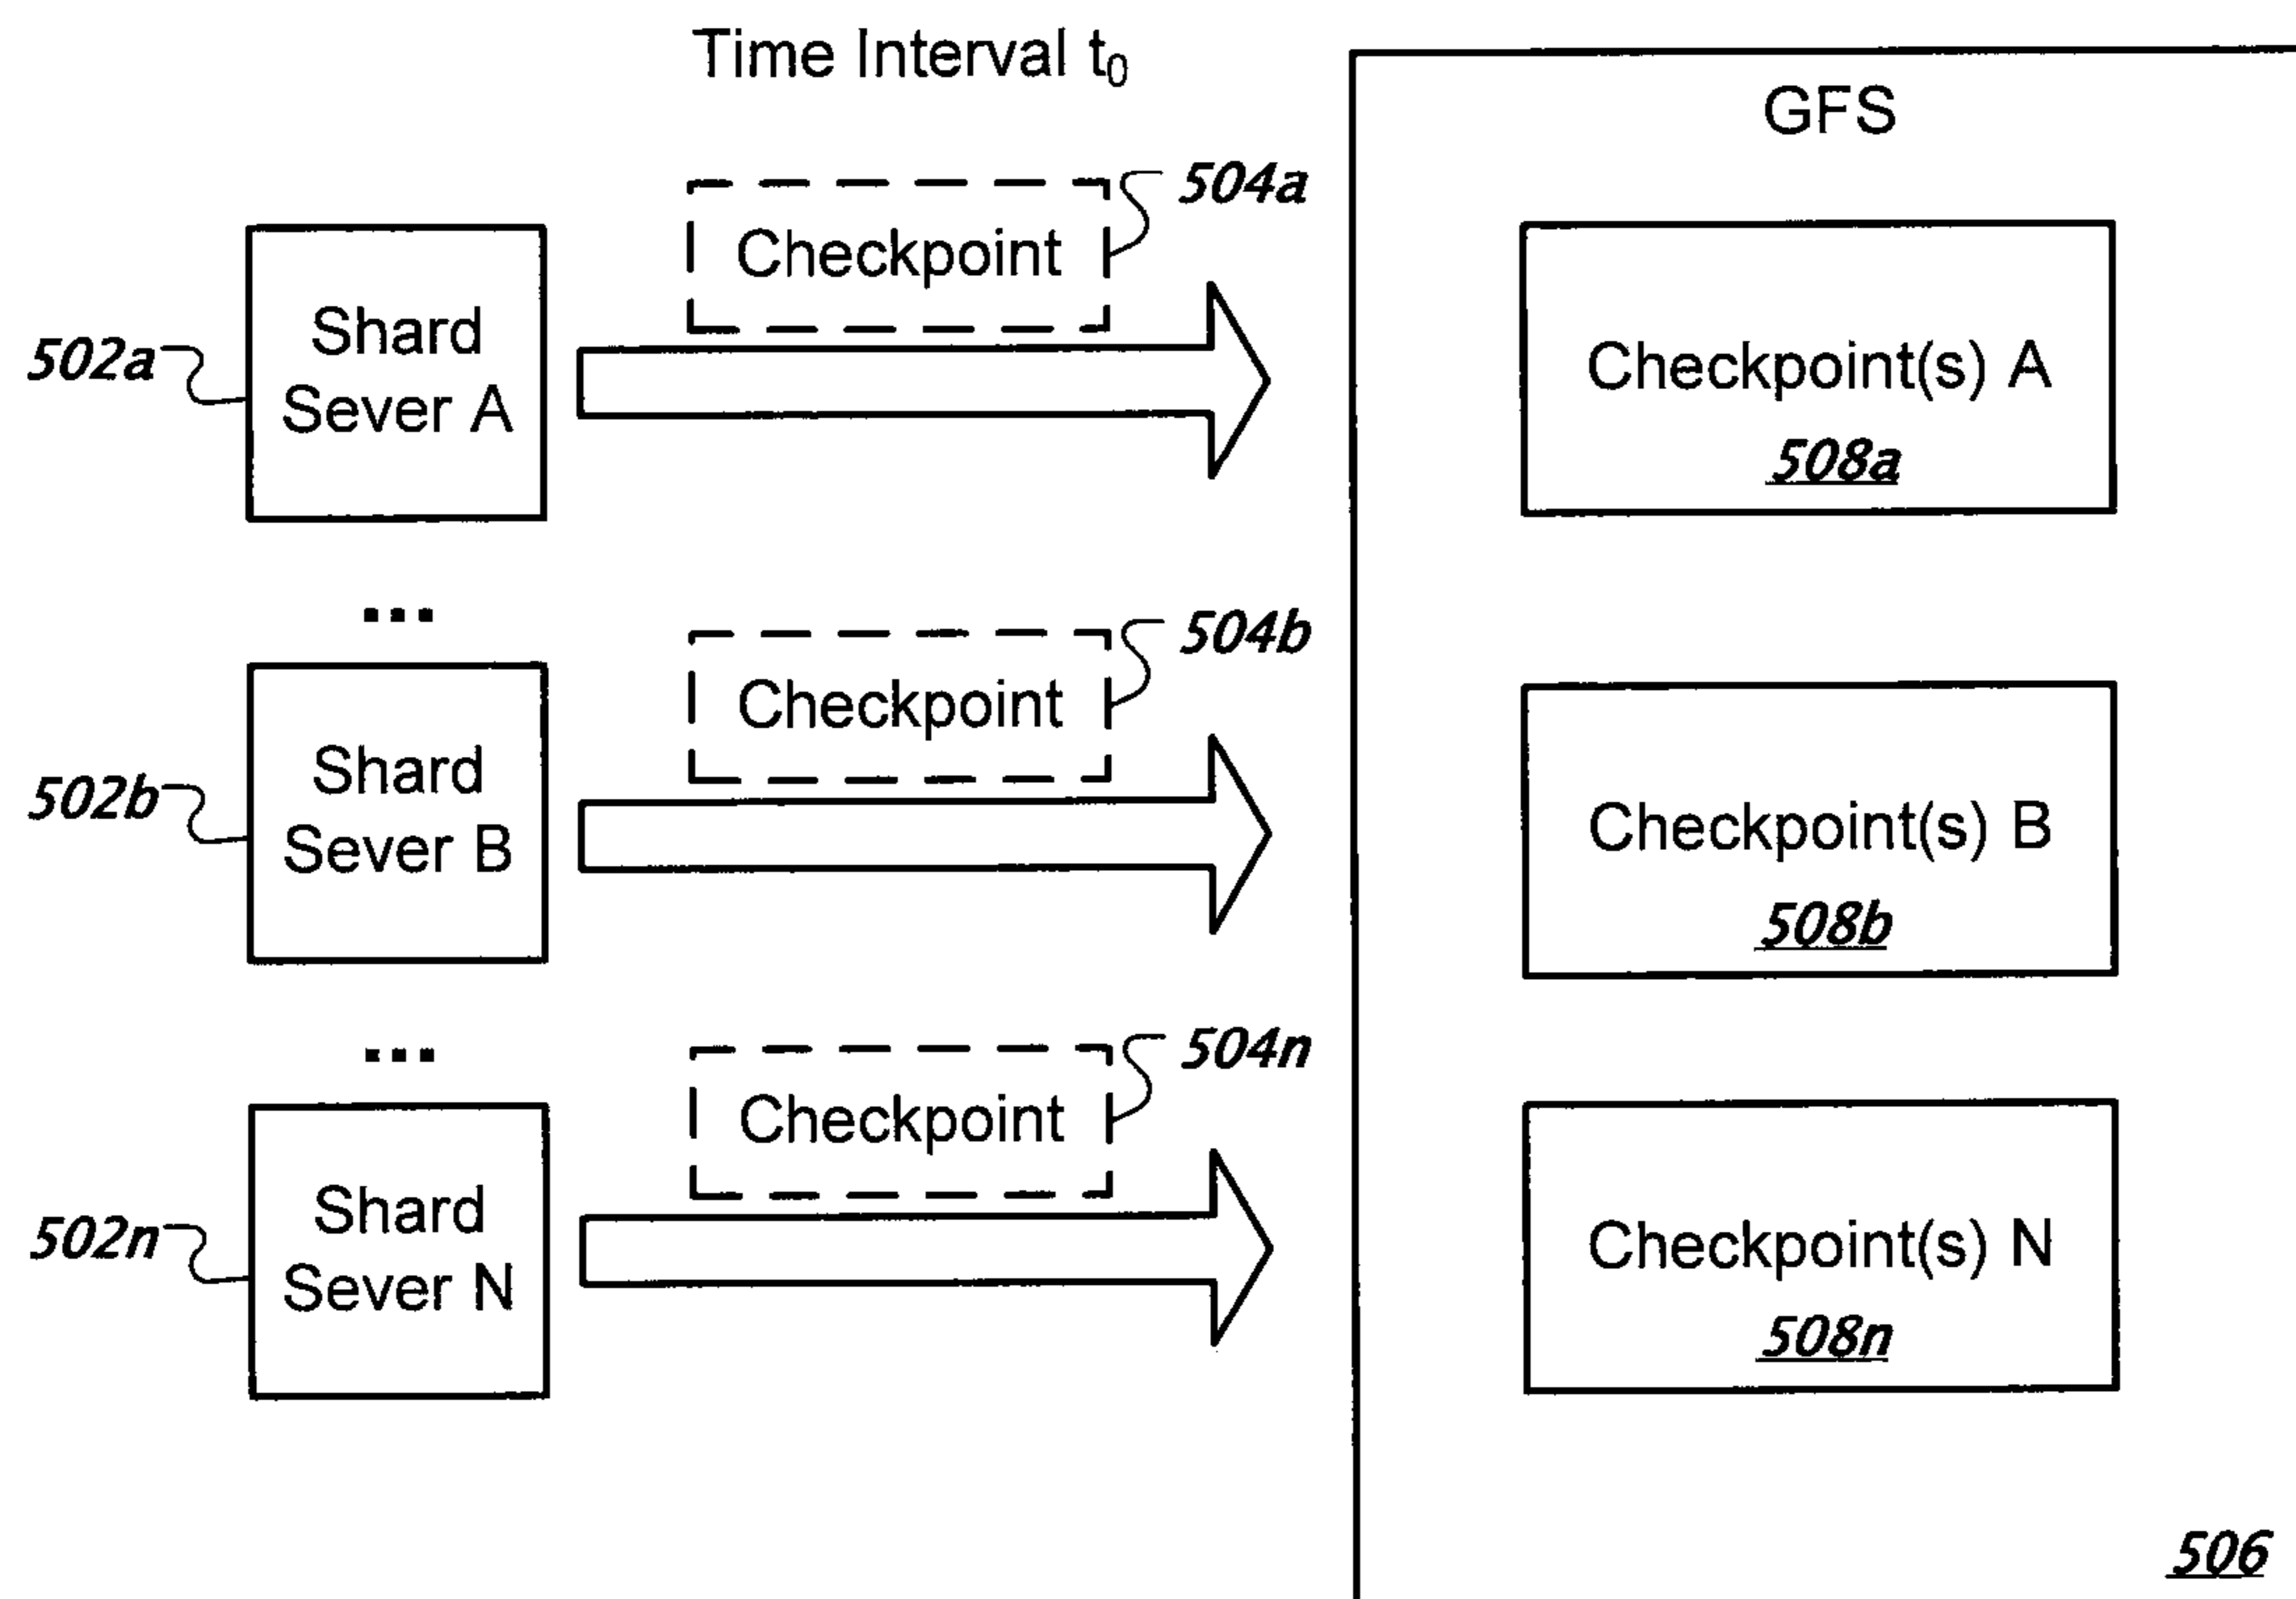 Time Interval t₀
GFS
504a
Checkpoint
502a
Shard
Sever A
Checkpoint(s) A
508a
...
504b
Checkpoint
502b
Shard
Sever B
Checkpoint(s) B
508b
...
504n
Checkpoint
502n
Shard
Sever N
Checkpoint(s) N
508n
506